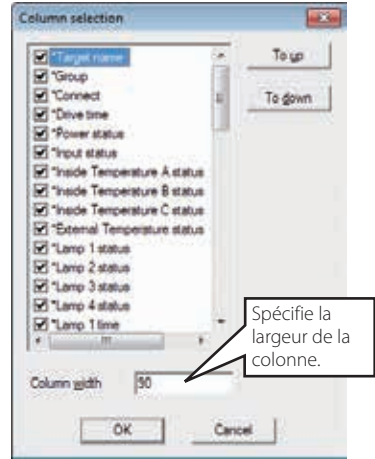 Column selection
*Target name
*Group
*Connect
*Drive time
*Power status
*Input status
*Inside Temperature A status
*Inside Temperature B status
*Inside Temperature C status
*External Temperature status
*Lamp 1 status
*Lamp 2 status
*Lamp 3 status
*Lamp 4 status
*Lamp 1 time
To up
To down
Spécifie la
largeur de la
colonne.
Column width
90
OK
Cancel